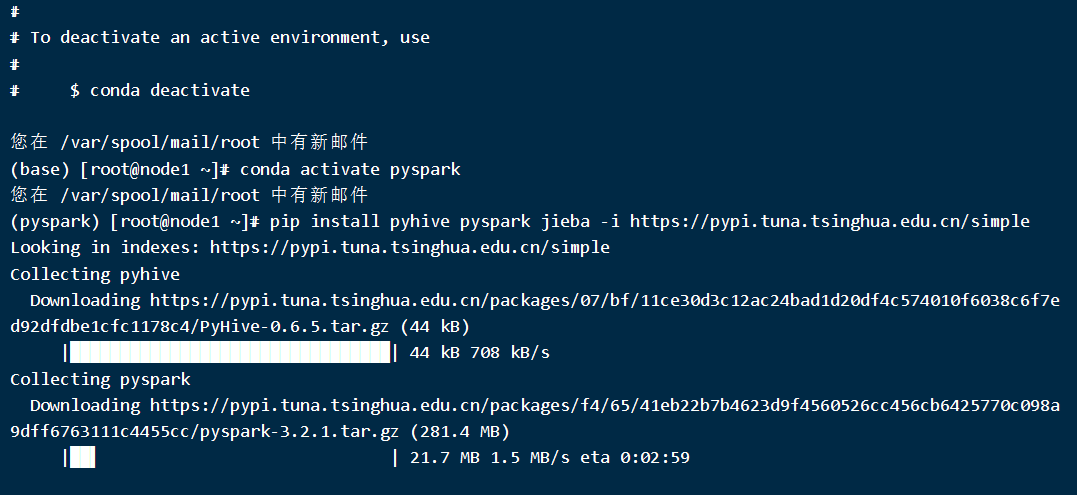 #
# To deactivate an active environment, use
#
#     $ conda deactivate
您在 /var/spool/mail/root 中有新邮件
(base) [root@node1 ~]# conda activate pyspark
您在 /var/spool/mail/root 中有新邮件
(pyspark) [root@node1 ~]# pip install pyhive pyspark jieba -i https://pypi.tuna.tsinghua.edu.cn/simple
Looking in indexes: https://pypi.tuna.tsinghua.edu.cn/simple
Collecting pyhive
  Downloading https://pypi.tuna.tsinghua.edu.cn/packages/07/bf/11ce30d3c12ac24bad1d20df4c574010f6038c6f7e
d92dfdbe1cfc1178c4/PyHive-0.6.5.tar.gz (44 kB)
     |████████████████████████████████| 44 kB 708 kB/s
Collecting pyspark
  Downloading https://pypi.tuna.tsinghua.edu.cn/packages/f4/65/41eb22b7b4623d9f4560526cc456cb6425770c098a
9dff6763111c4455cc/pyspark-3.2.1.tar.gz (281.4 MB)
     |██▌                             | 21.7 MB 1.5 MB/s eta 0:02:59